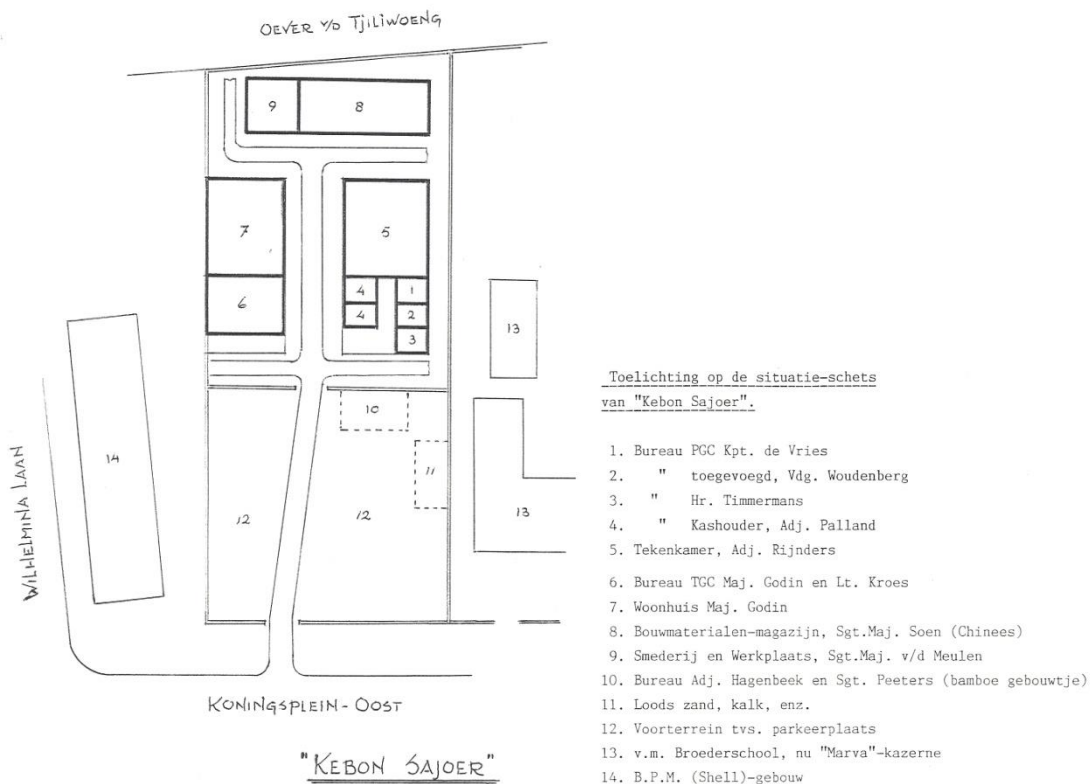 OEVER v/D TJILIWOENG
9
8
7
5
4
1
6
4
2
3
13
10
14
11
12
12
13
WILHELMINA LAAN
KONINGSPLEIN-OOST
"KEBON SAJOER"
Toelichting op de situatie-schets
van "Kebon Sajoer".
1. Bureau PGC Kpt. de Vries
2. " toegevoegd, Vdg. Woudenberg
3. " Hr. Timmermans
4. " Kashouder, Adj. Palland
5. Tekenkamer, Adj. Rijnders
6. Bureau TGC Maj. Godin en Lt. Kroes
7. Woonhuis Maj. Godin
8. Bouwmaterialen-magazijn, Sgt.Maj. Soen (Chinees)
9. Smederij en Werkplaats, Sgt.Maj. v/d Meulen
10. Bureau Adj. Hagenbeek en Sgt. Peeters (bamboe gebouwtje)
11. Loods zand, kalk, enz.
12. Voorterrein tvs. parkeerplaats
13. v.m. Broederschool, nu "Marva"-kazerne
14. B.P.M. (Shell)-gebouw